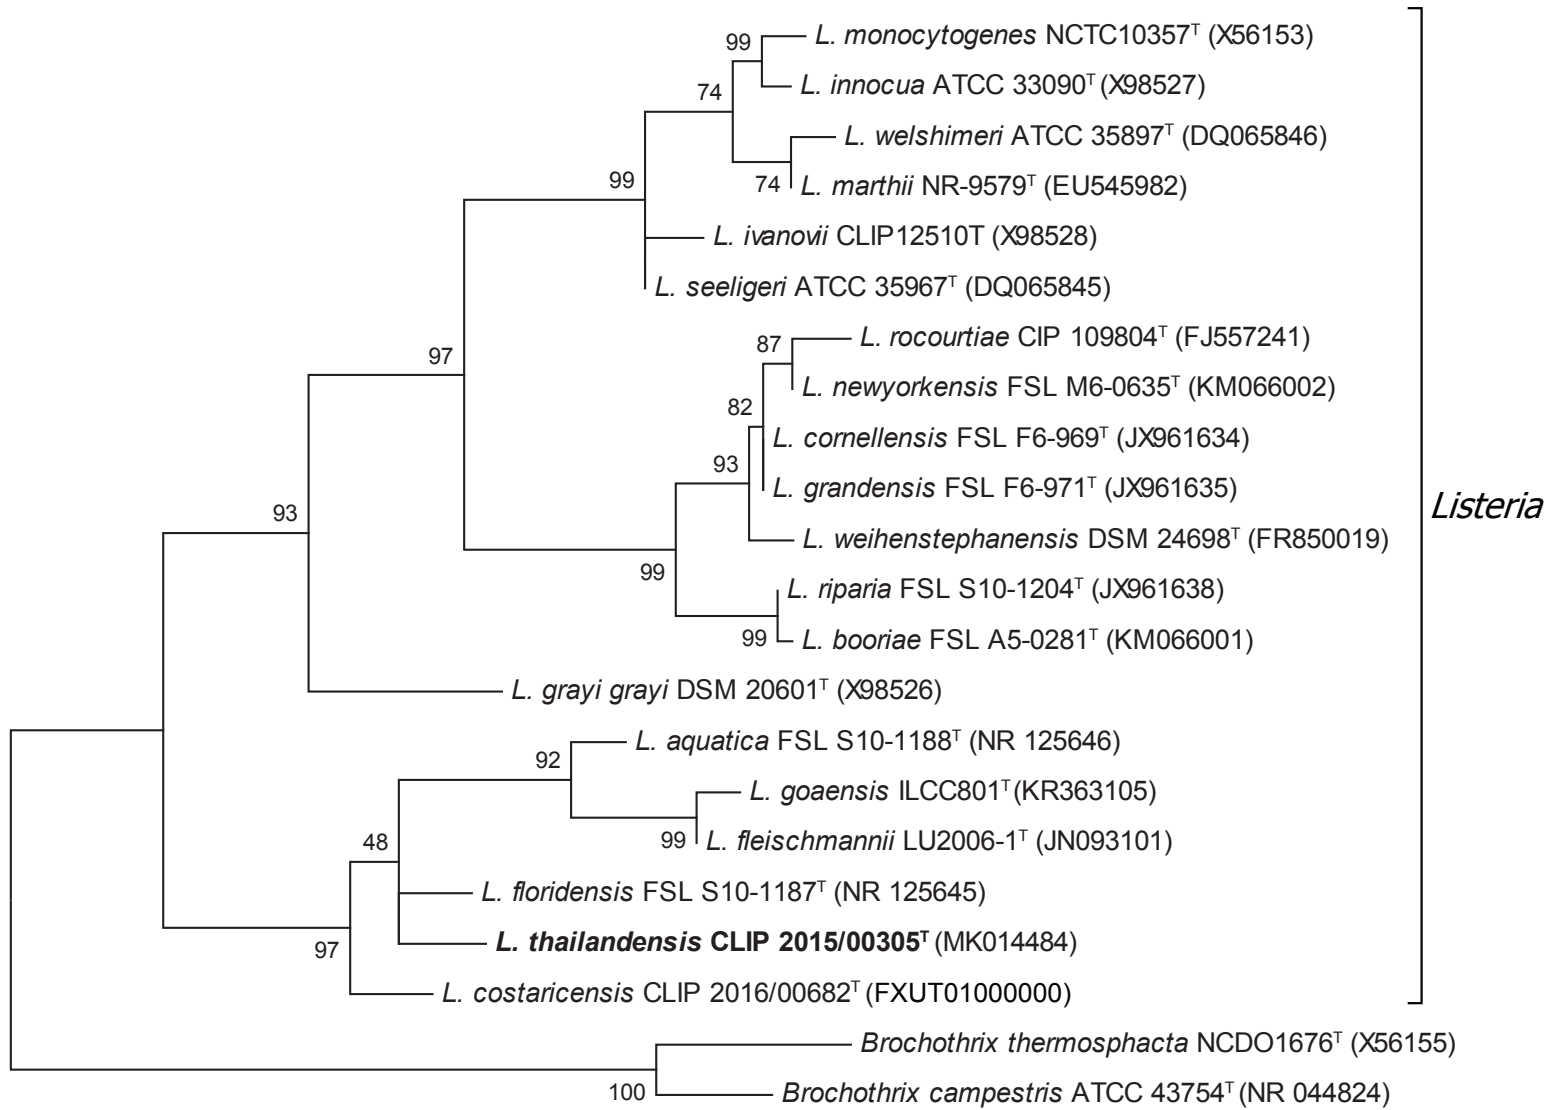 99
L. monocytogenes NCTC10357ᵀ (X56153)
74
L. innocua ATCC 33090ᵀ (X98527)
L. welshimeri ATCC 35897ᵀ (DQ065846)
99
74
L. marthii NR-9579ᵀ (EU545982)
L. ivanovii CLIP12510T (X98528)
L. seeligeri ATCC 35967ᵀ (DQ065845)
87
L. rocourtiae CIP 109804ᵀ (FJ557241)
97
L. newyorkensis FSL M6-0635ᵀ (KM066002)
82
L. cornellensis FSL F6-969ᵀ (JX961634)
93
L. grandensis FSL F6-971ᵀ (JX961635)
Listeria
93
L. weihenstephanensis DSM 24698ᵀ (FR850019)
99
L. riparia FSL S10-1204ᵀ (JX961638)
99
L. booriae FSL A5-0281ᵀ (KM066001)
L. grayi grayi DSM 20601ᵀ (X98526)
L. aquatica FSL S10-1188ᵀ (NR 125646)
92
L. goaensis ILCC801ᵀ (KR363105)
48
99
L. fleischmannii LU2006-1ᵀ (JN093101)
L. floridensis FSL S10-1187ᵀ (NR 125645)
97
L. thailandensis CLIP 2015/00305ᵀ (MK014484)
L. costaricensis CLIP 2016/00682ᵀ (FXUT01000000)
Brochothrix thermosphacta NCDO1676ᵀ (X56155)
100
Brochothrix campestris ATCC 43754ᵀ (NR 044824)